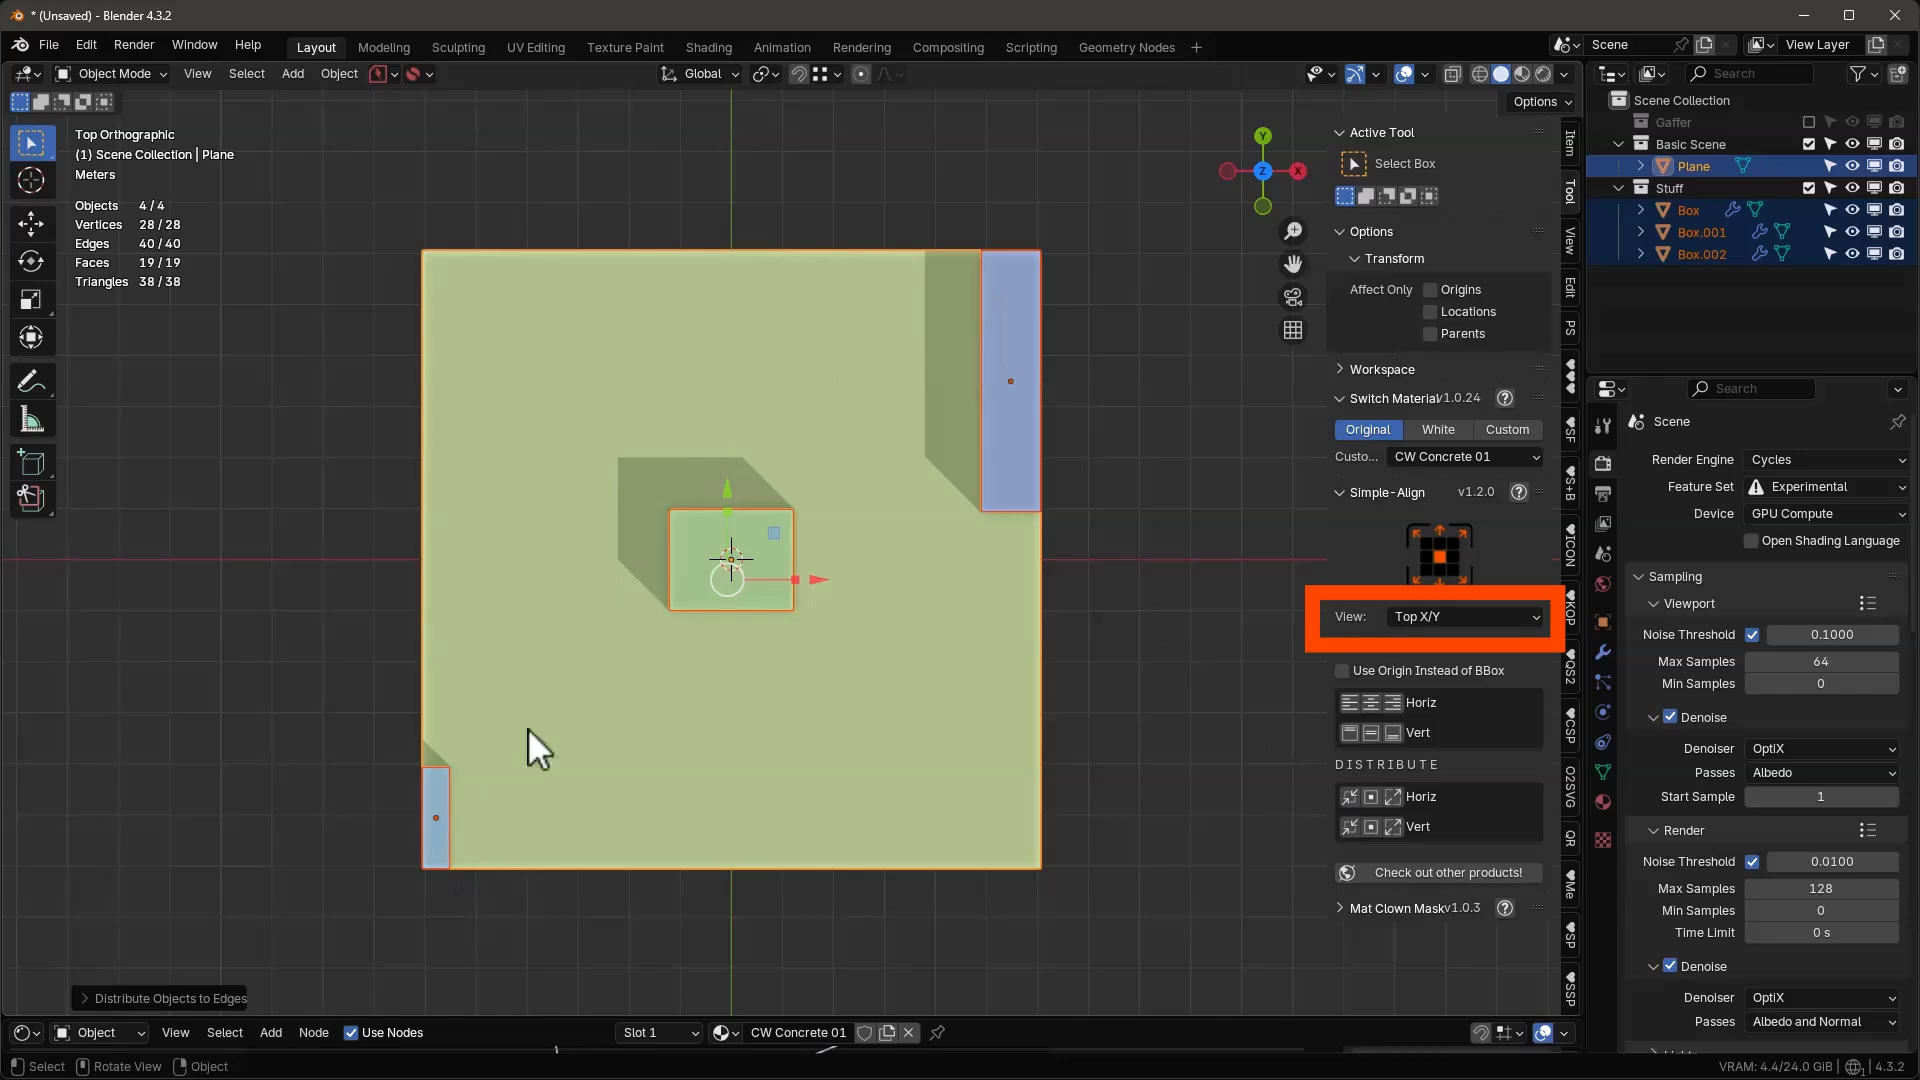 * (Unsaved) - Blender 4.3.2
File Edit Render Window Help
Layout Modeling Sculpting UV Editing Texture Paint Shading Animation Rendering Compositing Scripting Geometry Nodes +
Scene
View Layer
Object Mode View Select Add Object
Global
Search
Options
Scene Collection
Gaffer
Basic Scene
Plane
Stuff
Box
Box.001
Box.002
Top Orthographic
(1) Scene Collection | Plane
Meters
Objects 4 / 4
Vertices 28 / 28
Edges 40 / 40
Faces 19 / 19
Triangles 38 / 38
Y
X
Z
Active Tool
Select Box
Options
Transform
Affect Only Origins
Locations
Parents
Workspace
Switch Material v1.0.24
Original White Custom
Custo... CW Concrete 01
Simple-Align v1.2.0
View: Top X/Y
Use Origin Instead of BBox
Horiz
Vert
DISTRIBUTE
Horiz
Vert
Check out other products!
Mat Clown Mask v1.0.3
Item
Tool
View
Edit
PS
SF
S+B
ICON
KOP
QS2
CSP
O2SVG
QR
Me
SP
SSP
Search
Scene
Render Engine Cycles
Feature Set Experimental
Device GPU Compute
Open Shading Language
Sampling
Viewport
Noise Threshold 0.1000
Max Samples 64
Min Samples 0
Denoise
Denoiser OptiX
Passes Albedo
Start Sample 1
Render
Noise Threshold 0.0100
Max Samples 128
Min Samples 0
Time Limit 0 s
Denoise
Denoiser OptiX
Passes Albedo and Normal
Distribute Objects to Edges
Object View Select Add Node Use Nodes
Slot 1
CW Concrete 01
Select Rotate View Object
VRAM: 4.4/24.0 GiB
4.3.2